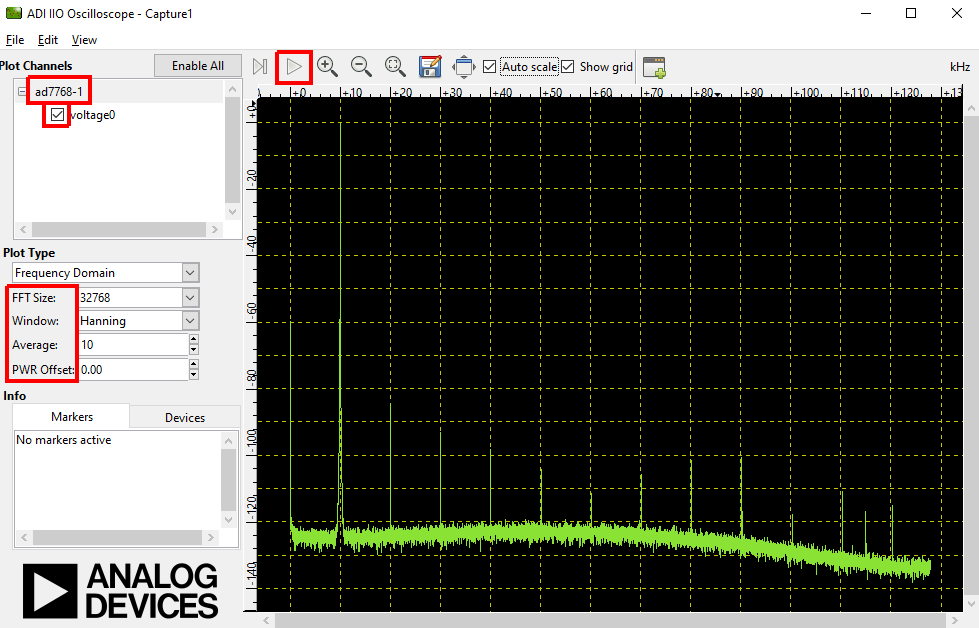 ADI IIO Oscilloscope - Capture1
File Edit View
Plot Channels Enable All
Auto scale Show grid kHz
ad7768-1
voltage0
+0 +10 +20 +30 +40 +50 +60 +70 +80 +90 +100 +110 +120 +13
+0
-20
-40
-60
-80
-100
-120
-140
Plot Type
Frequency Domain
FFT Size: 32768
Window: Hanning
Average: 10
PWR Offset: 0.00
Info
Markers Devices
No markers active
ANALOG
DEVICES